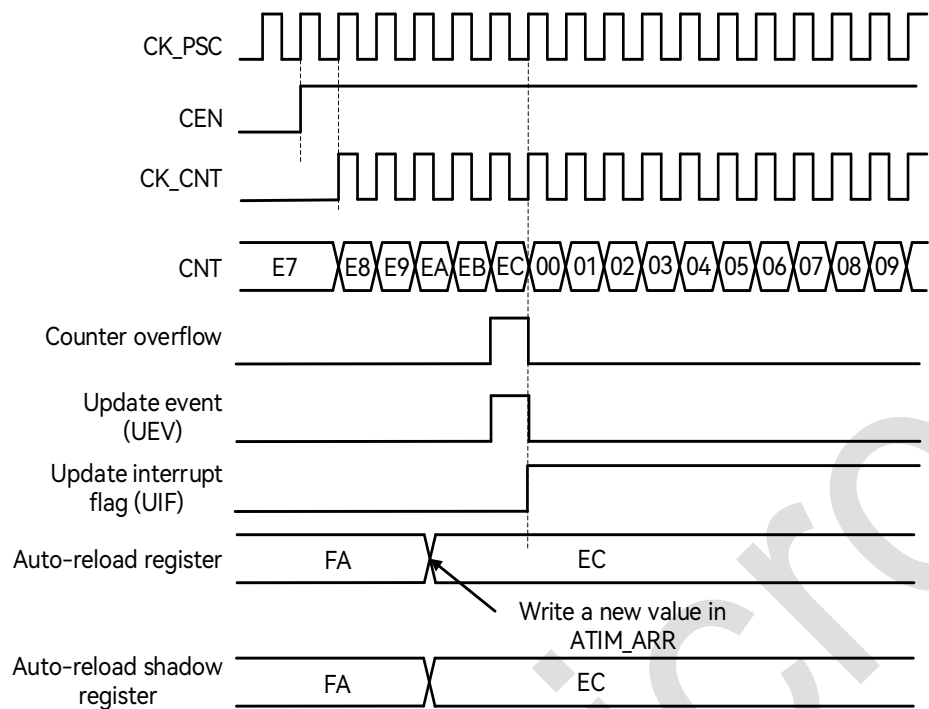 CK_PSC
CEN
CK_CNT
CNT E7 E8 E9 EA EB EC 00 01 02 03 04 05 06 07 08 09
Counter overflow
Update event
(UEV)
Update interrupt
flag (UIF)
Auto-reload register FA EC
Write a new value in
ATIM_ARR
Auto-reload shadow
register FA EC